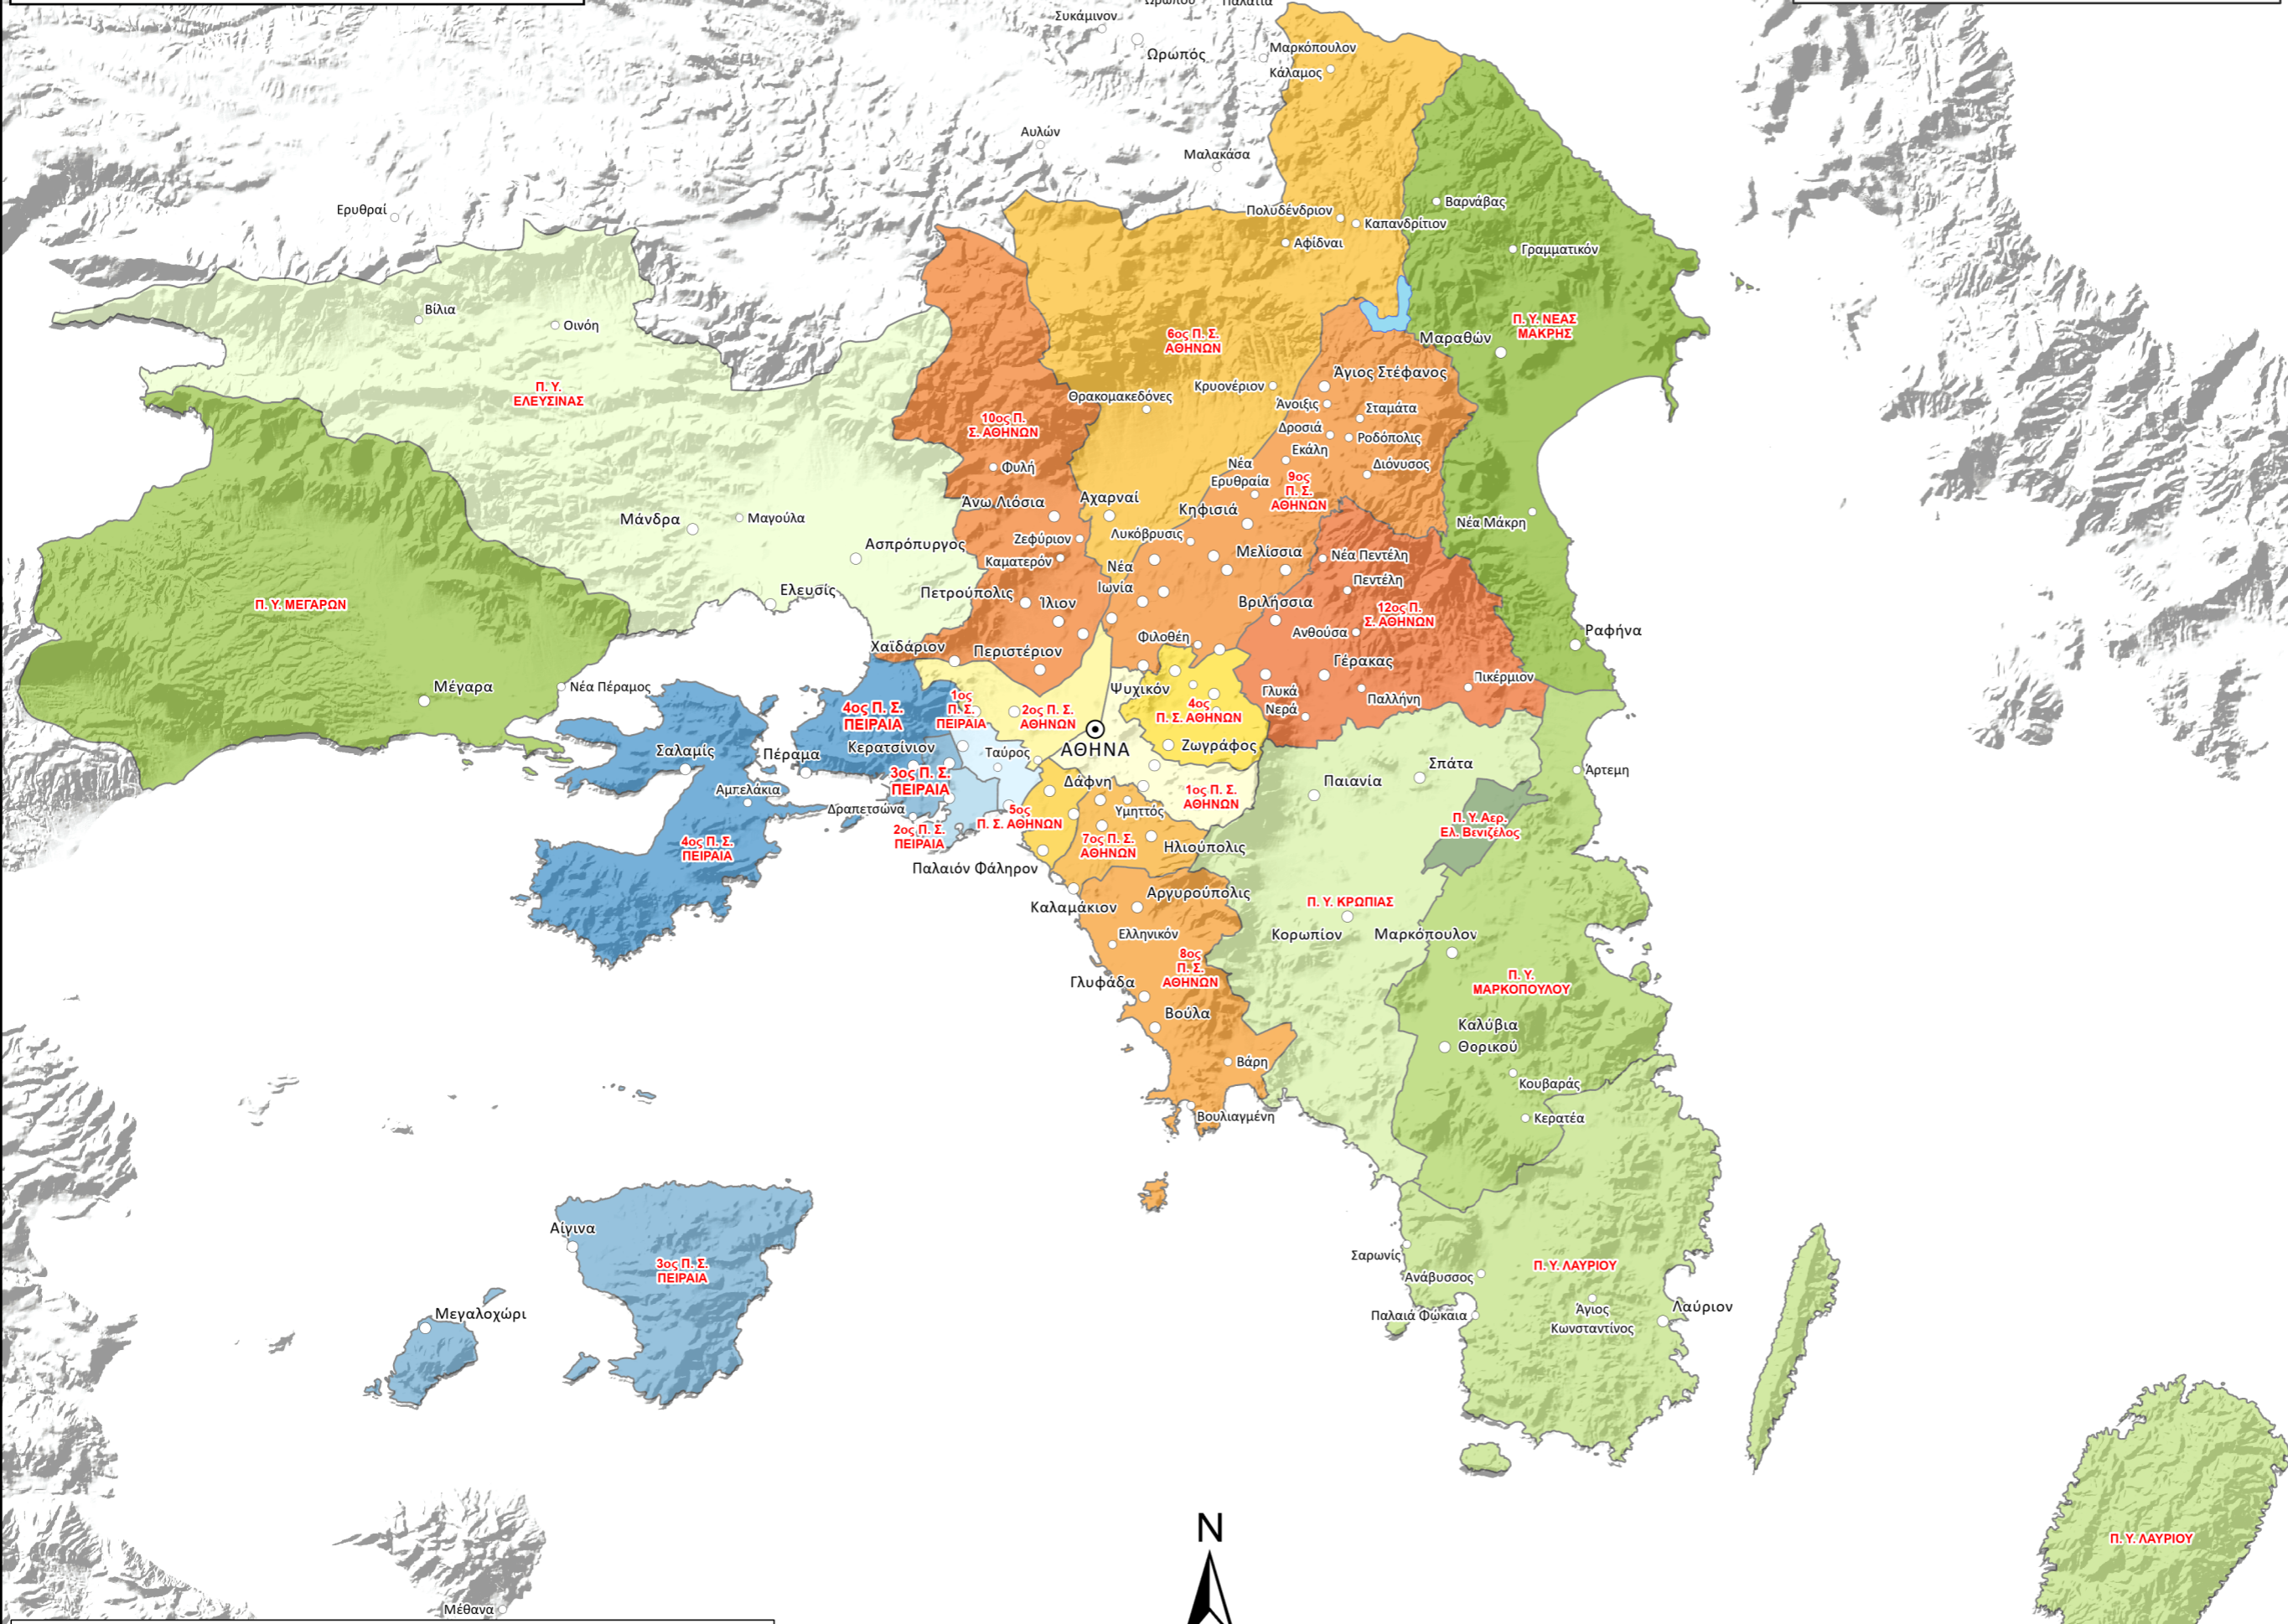 Συκάμινον
Ωρωπός
Μαρκόπουλον
Κάλαμος
Αυλών
Μαλακάσα
Ερυθραί
Βαρνάβας
Πολυδένδριον
Καπανδρίτιον
Αφίδναι
Γραμματικόν
Βίλια
Οινόη
Π. Υ. ΝΕΑΣ
ΜΑΚΡΗΣ
6ος Π. Σ.
ΑΘΗΝΩΝ
Μαραθών
Π. Υ.
ΕΛΕΥΣΙΝΑΣ
Κρυονέριον
Άγιος Στέφανος
Θρακομακεδόνες
Άνοιξις
Σταμάτα
10ος Π.
Σ. ΑΘΗΝΩΝ
Δροσιά
Ροδόπολις
Εκάλη
Φυλή
Νέα
Ερυθραία
Διόνυσος
9ος
Π. Σ.
ΑΘΗΝΩΝ
Άνω Λιόσια
Αχαρναί
Κηφισιά
Μάνδρα
Μαγούλα
Νέα Μάκρη
Ζεφύριον
Λυκόβρυσις
Ασπρόπυργος
Καματερόν
Μελίσσια
Νέα Πεντέλη
Νέα
Ιωνία
Πεντέλη
Ελευσίς
Πετρούπολις
Ίλιον
Βριλήσσια
12ος Π.
Σ. ΑΘΗΝΩΝ
Π. Υ. ΜΕΓΑΡΩΝ
Ανθούσα
Ραφήνα
Φιλοθέη
Χαϊδάριον
Περιστέριον
Γέρακας
Μέγαρα
Νέα Πέραμος
Ψυχικόν
Γλυκά
Νερά
Παλλήνη
Πικέρμιον
4ος Π. Σ.
ΠΕΙΡΑΙΑ
1ος
Π. Σ.
ΠΕΙΡΑΙΑ
2ος Π. Σ.
ΑΘΗΝΩΝ
4ος
Π. Σ. ΑΘΗΝΩΝ
Σαλαμίς
Πέραμα
Κερατσίνιον
Ταύρος
ΑΘΗΝΑ
Ζωγράφος
3ος Π. Σ.
ΠΕΙΡΑΙΑ
Δάφνη
Παιανία
Σπάτα
Άρτεμη
Αμπελάκια
Δραπετσώνα
1ος Π. Σ.
ΑΘΗΝΩΝ
5ος
Π. Σ. ΑΘΗΝΩΝ
Υμηττός
Π. Υ. Αερ.
Ελ. Βενιζέλος
2ος Π. Σ.
ΠΕΙΡΑΙΑ
4ος Π. Σ.
ΠΕΙΡΑΙΑ
7ος Π. Σ.
ΑΘΗΝΩΝ
Ηλιούπολις
Παλαιόν Φάληρον
Αργυρούπολις
Καλαμάκιον
Π. Υ. ΚΡΩΠΙΑΣ
Ελληνικόν
Κορωπίον
Μαρκόπουλον
8ος
Π. Σ.
ΑΘΗΝΩΝ
Γλυφάδα
Π. Υ.
ΜΑΡΚΟΠΟΥΛΟΥ
Βούλα
Καλύβια
Θορικού
Βάρη
Κουβαράς
Βουλιαγμένη
Κερατέα
Αίγινα
3ος Π. Σ.
ΠΕΙΡΑΙΑ
Σαρωνίς
Π. Υ. ΛΑΥΡΙΟΥ
Ανάβυσσος
Μεγαλοχώρι
Παλαιά Φώκαια
Άγιος
Κωνσταντίνος
Λαύριον
N
Π. Υ. ΛΑΥΡΙΟΥ
Μέθανα